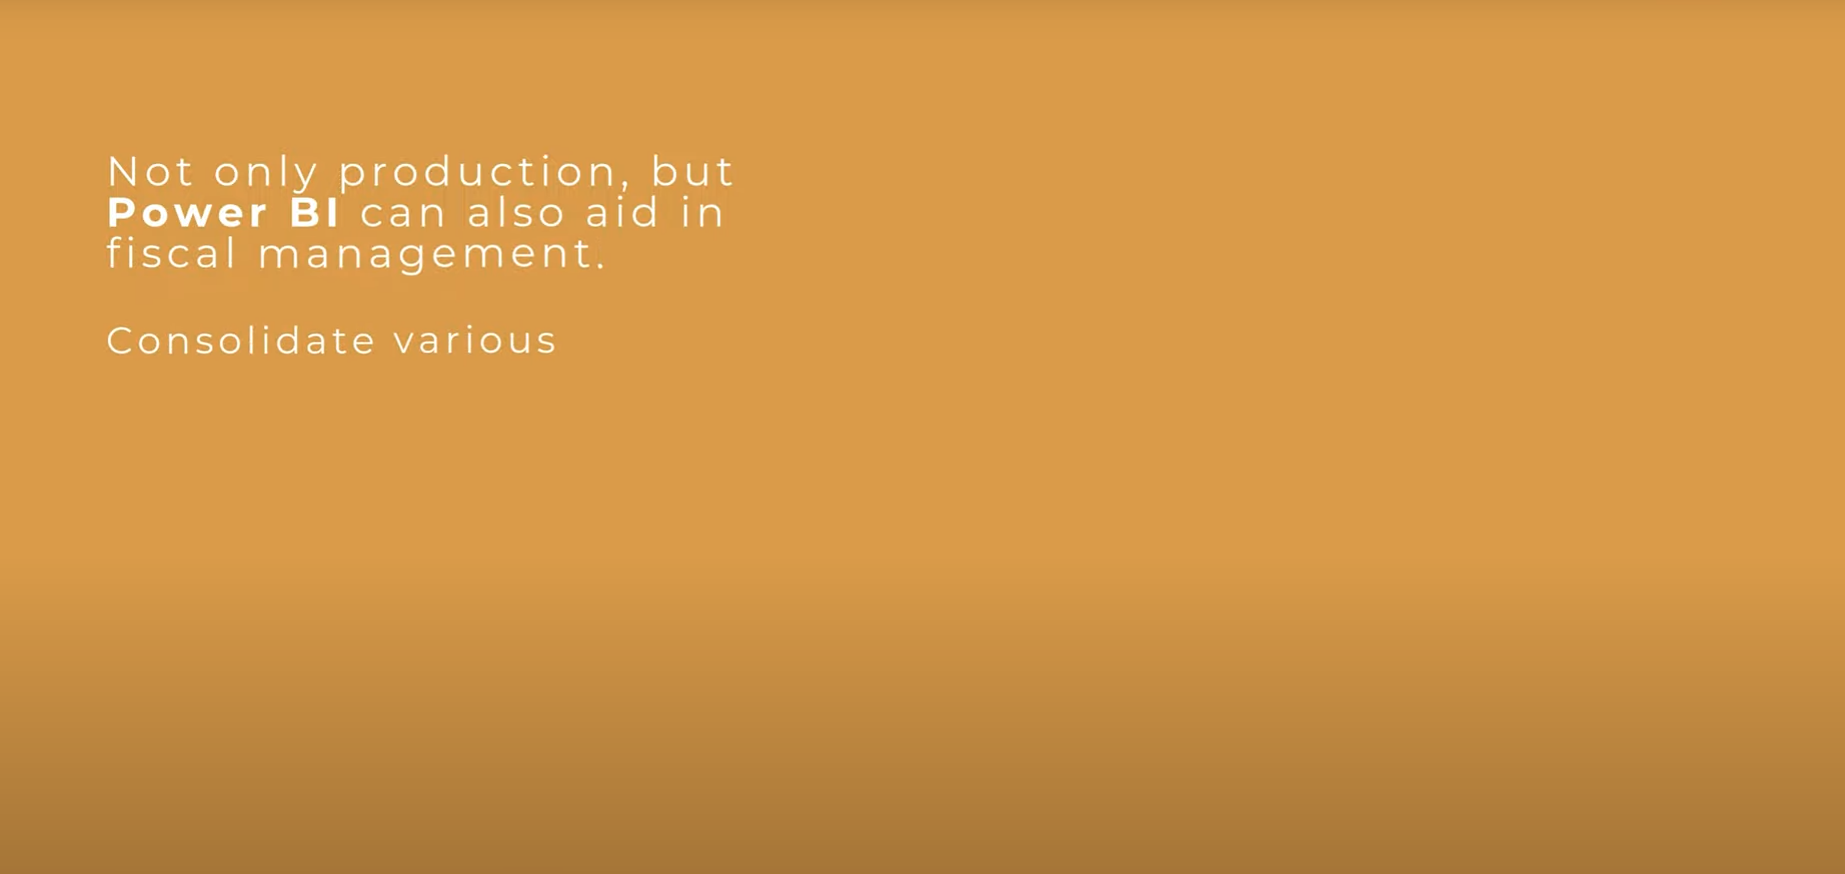 Not only production, but
Power BI can also aid in
fiscal management.
Consolidate various